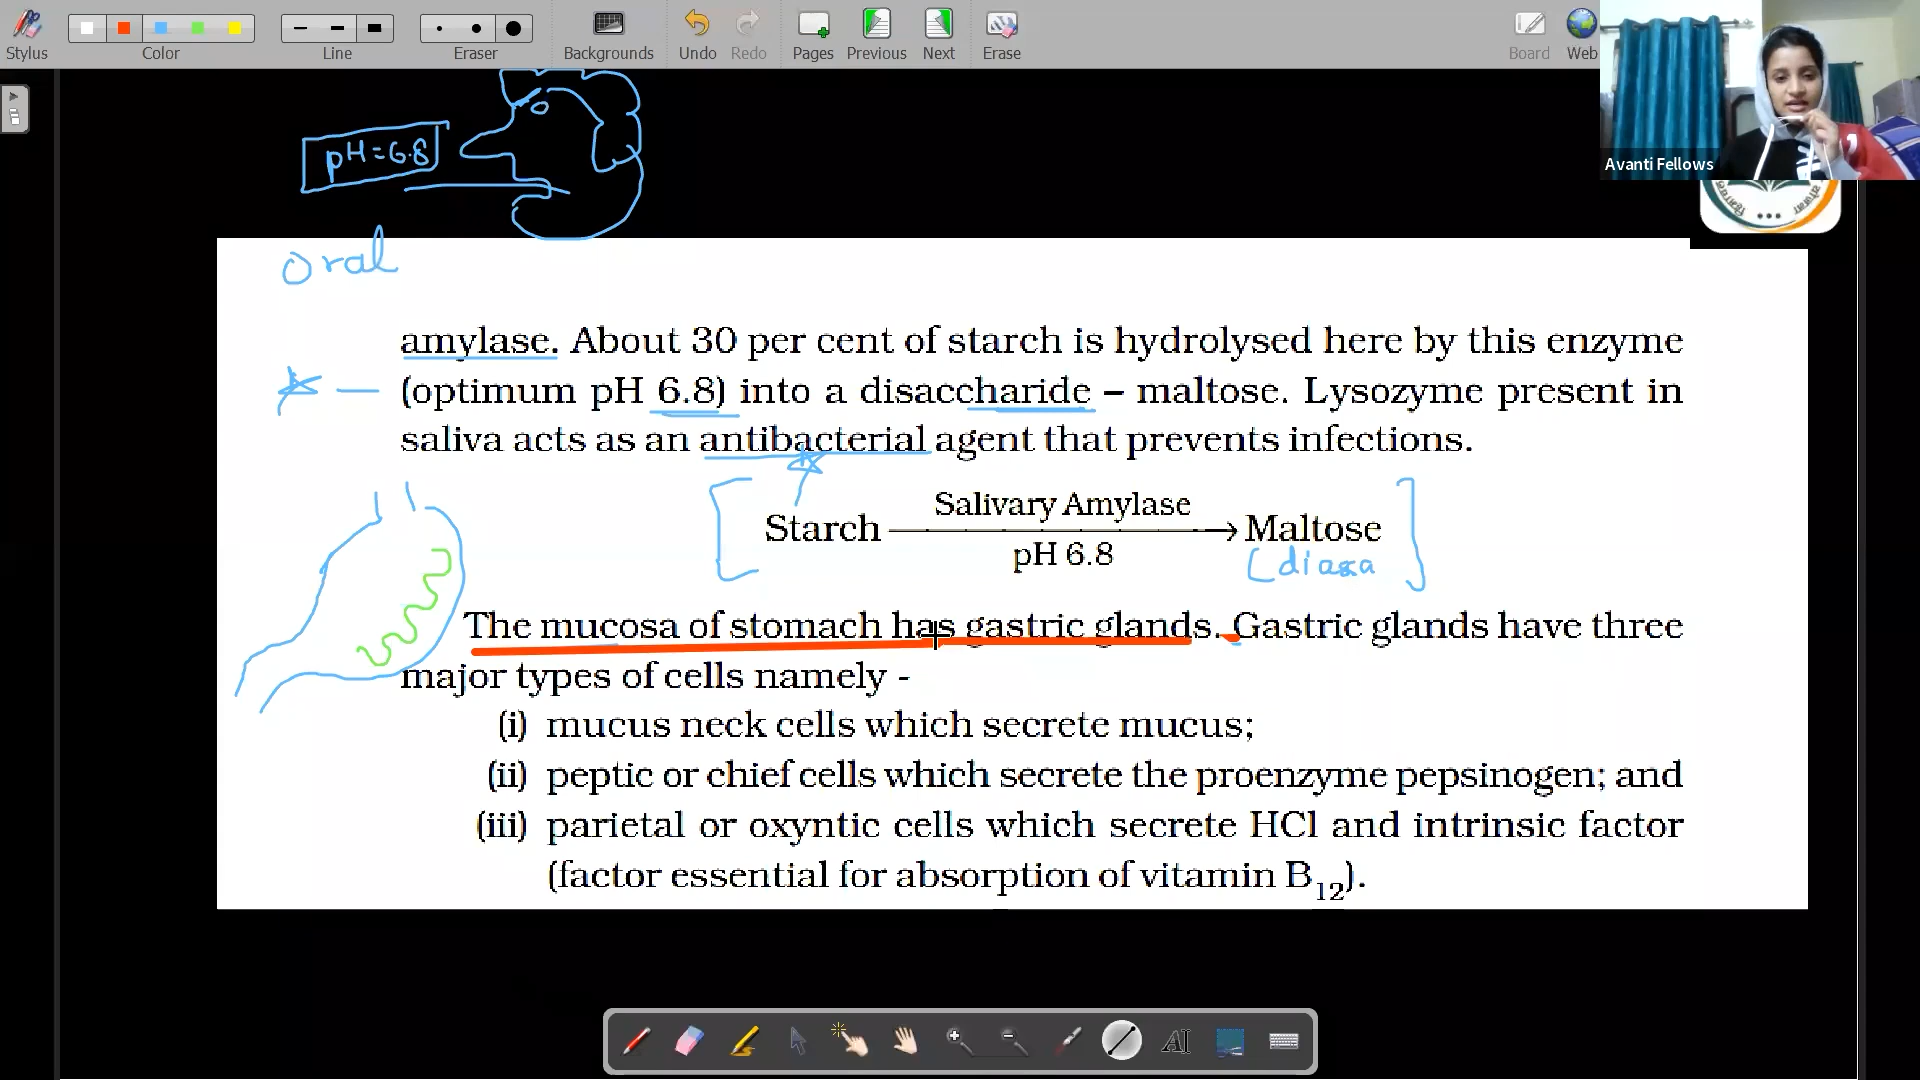 Stylus
Color
Line
Eraser
Backgrounds
Undo
Redo
Pages
Previous
Next
Erase
Board
Web
Avanti Fellows
pH=6.8
oral
amylase. About 30 per cent of starch is hydrolysed here by this enzyme
(optimum pH 6.8) into a disaccharide – maltose. Lysozyme present in
saliva acts as an antibacterial agent that prevents infections.
Salivary Amylase
Starch → Maltose
pH 6.8
The mucosa of stomach has gastric glands. Gastric glands have three
major types of cells namely -
(i) mucus neck cells which secrete mucus;
(ii) peptic or chief cells which secrete the proenzyme pepsinogen; and
(iii) parietal or oxyntic cells which secrete HCl and intrinsic factor
(factor essential for absorption of vitamin B12).
AI